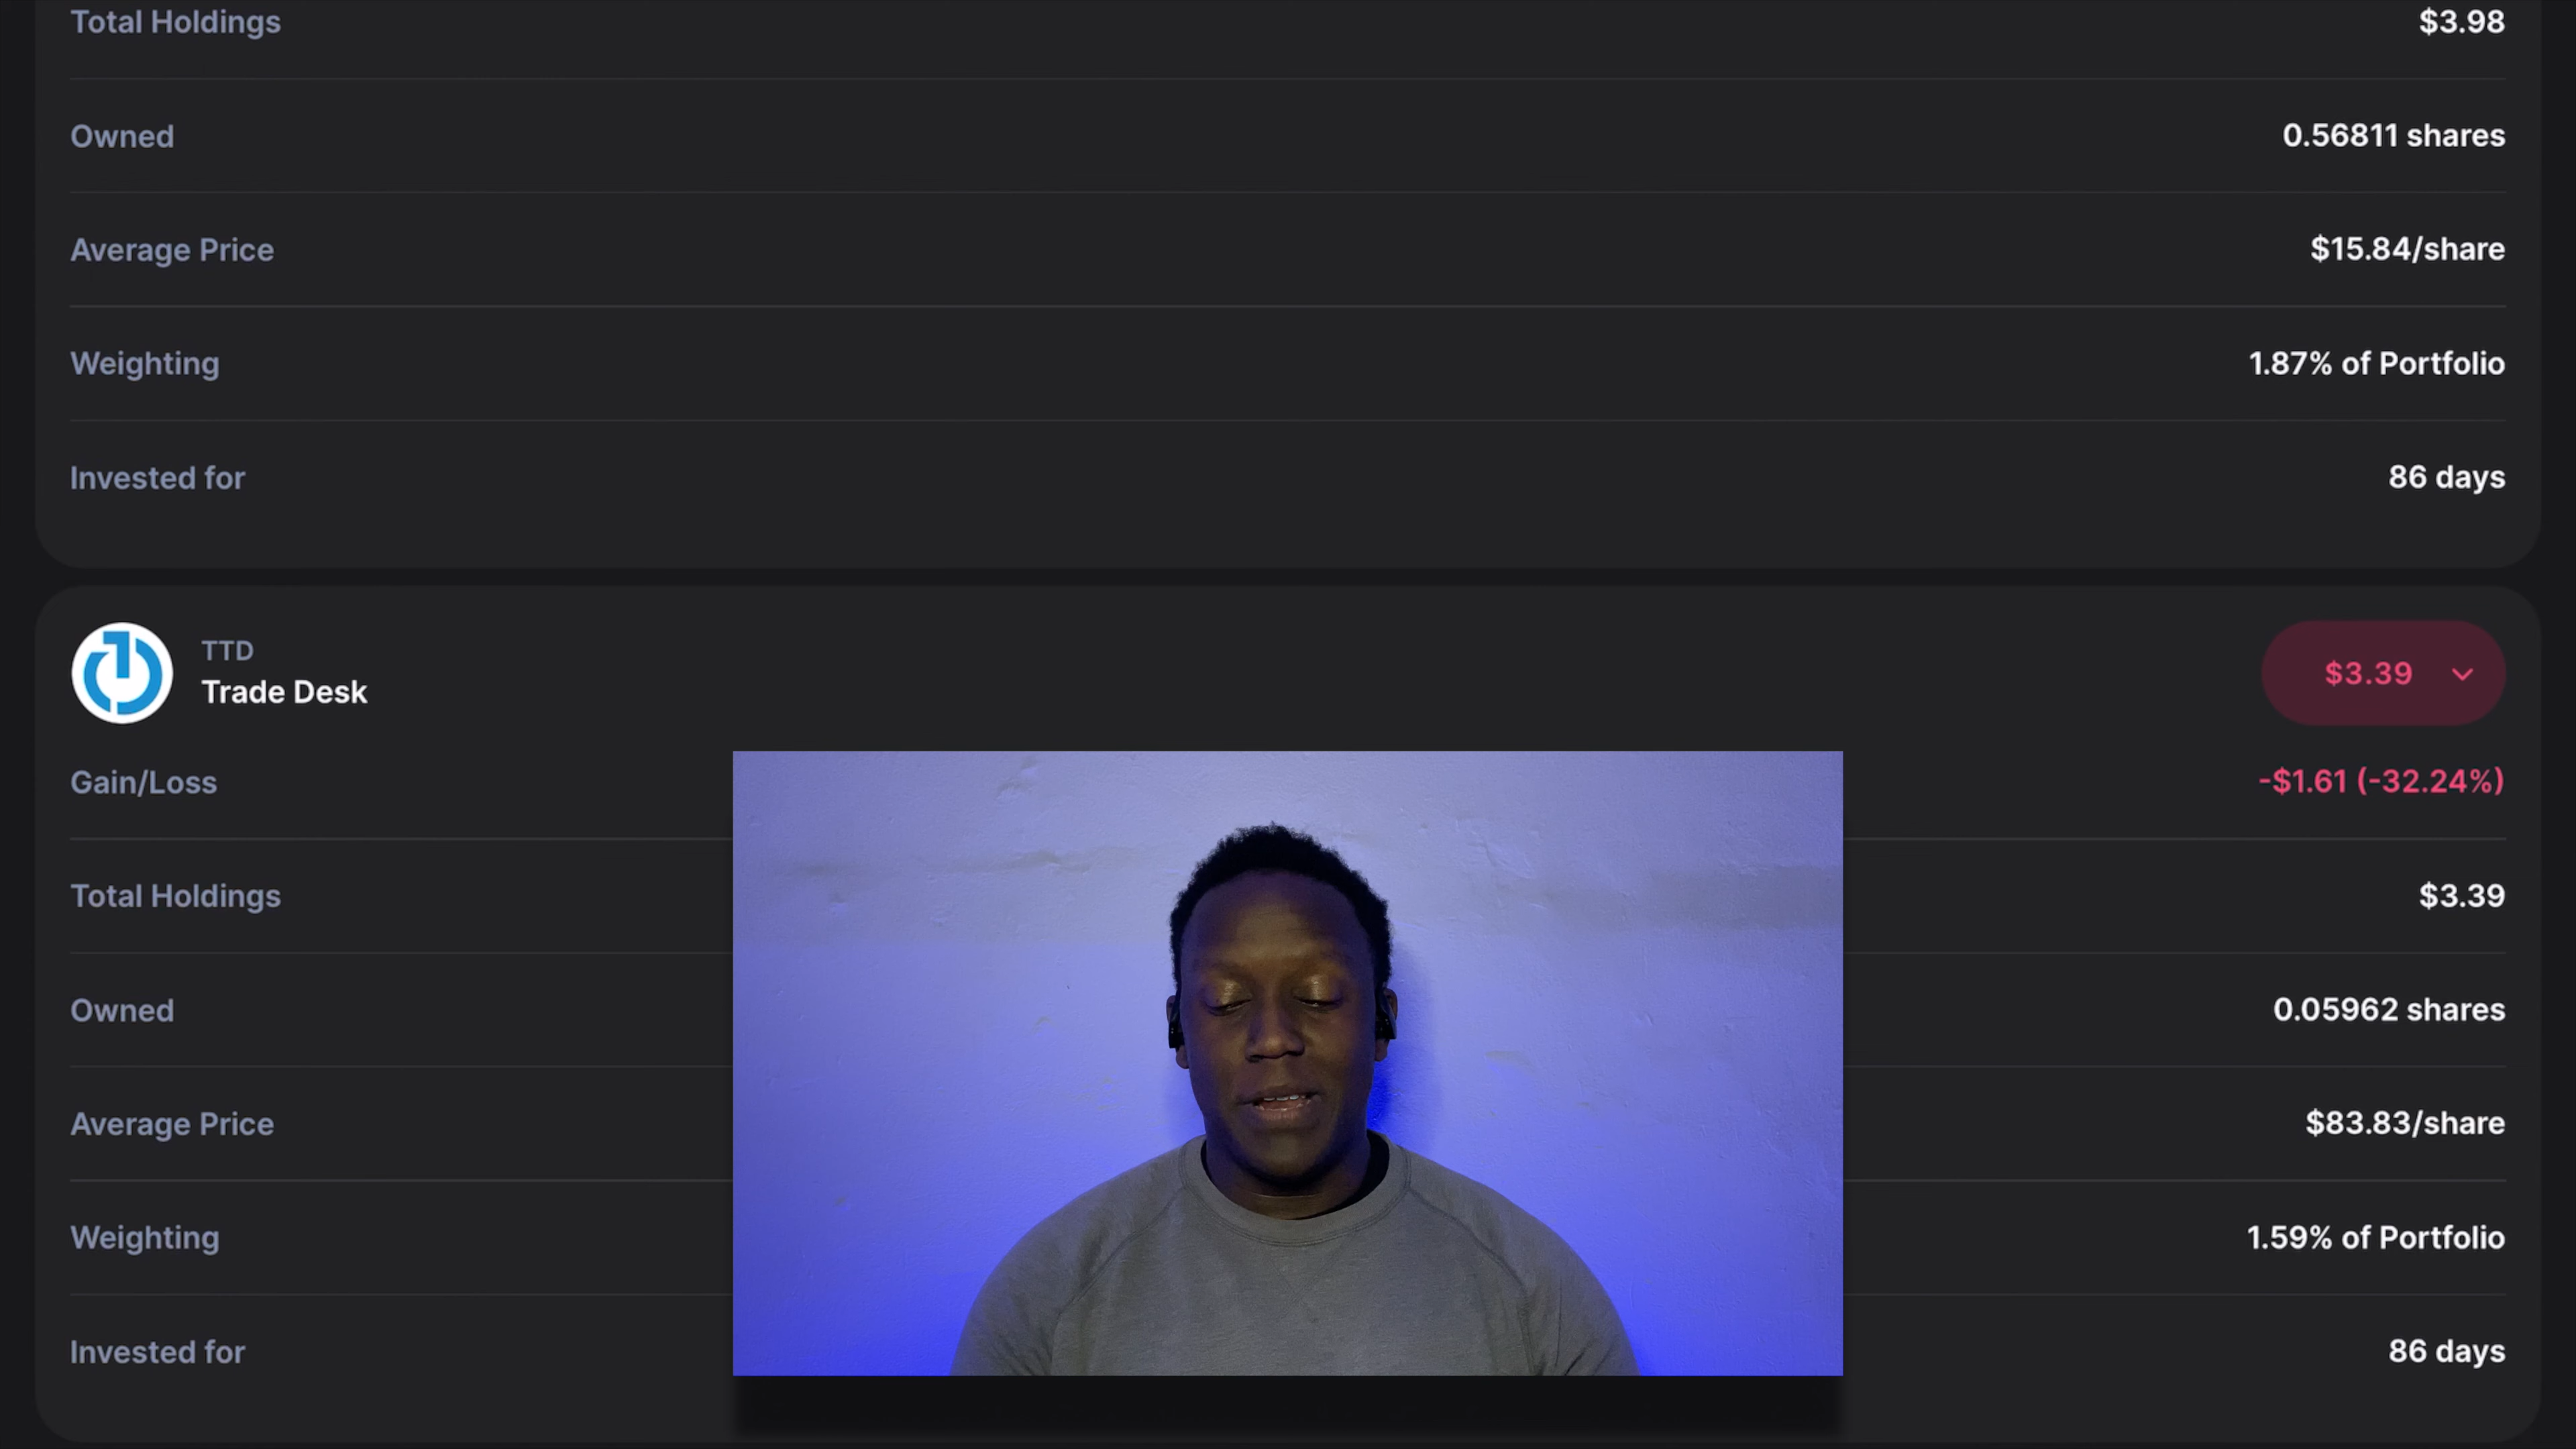 Total Holdings $3.98
Owned 0.56811 shares
Average Price $15.84/share
Weighting 1.87% of Portfolio
Invested for 86 days
TTD
Trade Desk
$3.39
Gain/Loss -$1.61 (-32.24%)
Total Holdings $3.39
Owned 0.05962 shares
Average Price $83.83/share
Weighting 1.59% of Portfolio
Invested for 86 days